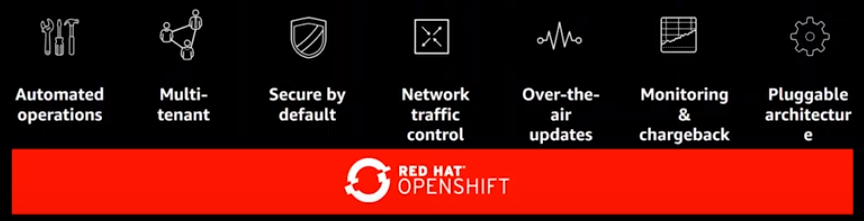 Automated
operations
Multi-
tenant
Secure by
default
Network
traffic
control
Over-the-
air
updates
Monitoring
&
chargeback
Pluggable
architectur
e
RED HAT
OPENSHIFT